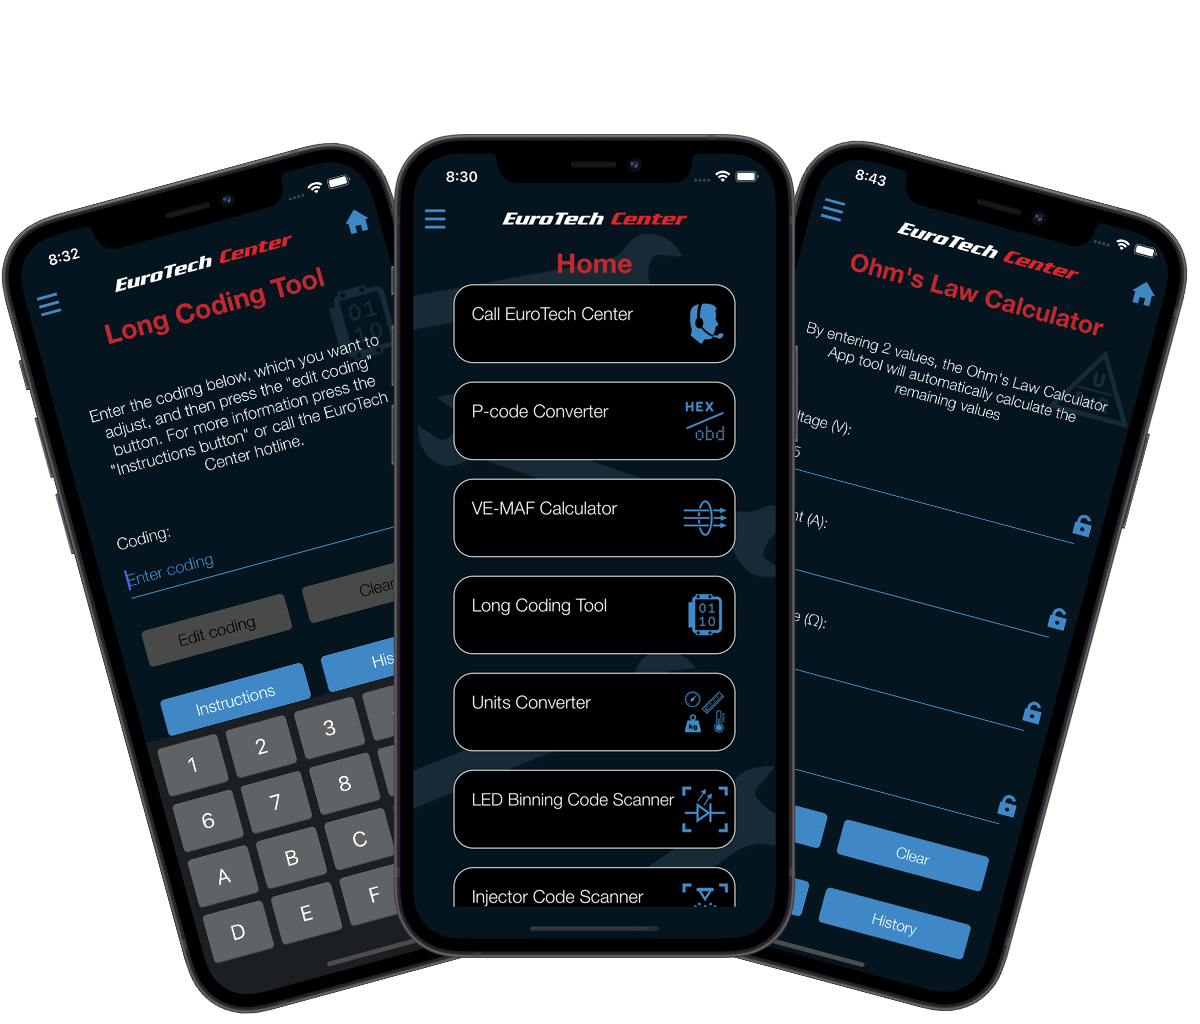 8:32
EuroTech Center
Long Coding Tool
01
10
Enter the coding below, which you want to
adjust, and then press the "edit coding"
button. For more information press the
"Instructions button" or call the EuroTech
Center hotline.
Coding:
Enter coding
Edit coding
Clear
Instructions
His
1
2
3
6
7
8
A
B
C
D
E
F
8:30
EuroTech Center
Home
Call EuroTech Center
P-code Converter
HEX
obd
VE-MAF Calculator
Long Coding Tool
01
10
Units Converter
kg
LED Binning Code Scanner
Injector Code Scanner
8:43
EuroTech Center
Ohm's Law Calculator
U
By entering 2 values, the Ohm's Law Calculator
App tool will automatically calculate the
remaining values
ltage (V):
5
nt (A):
e (Ω):
Clear
History